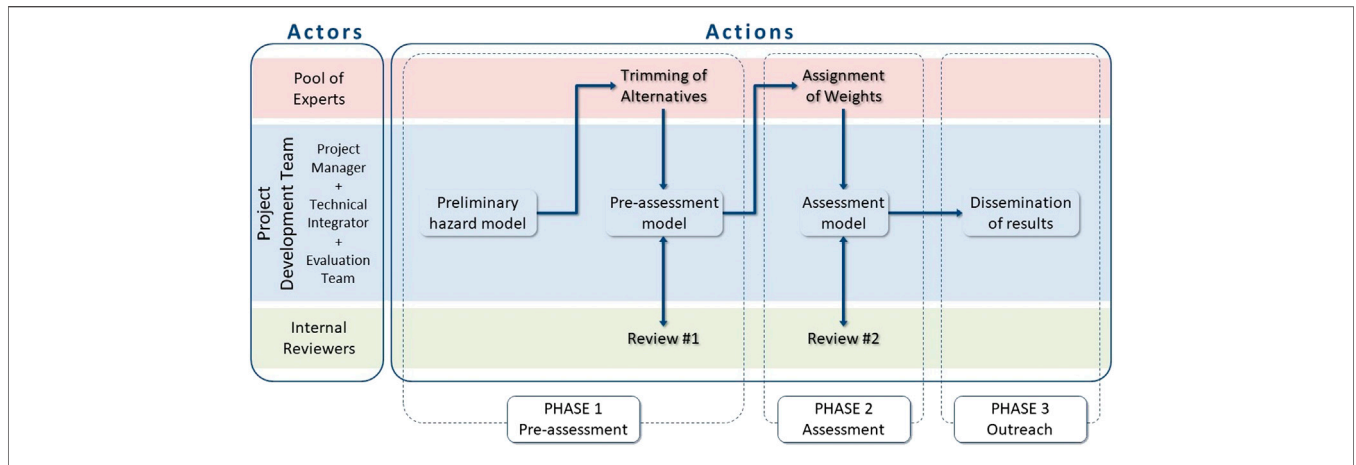 Actors
Actions
Pool of
Experts
Trimming of
Alternatives
Assignment
of Weights
Project
Development Team
Project
Manager
+
Technical
Integrator
+
Evaluation
Team
Preliminary
hazard model
Pre-assessment
model
Assessment
model
Dissemination
of results
Internal
Reviewers
Review #1
Review #2
PHASE 1
Pre-assessment
PHASE 2
Assessment
PHASE 3
Outreach